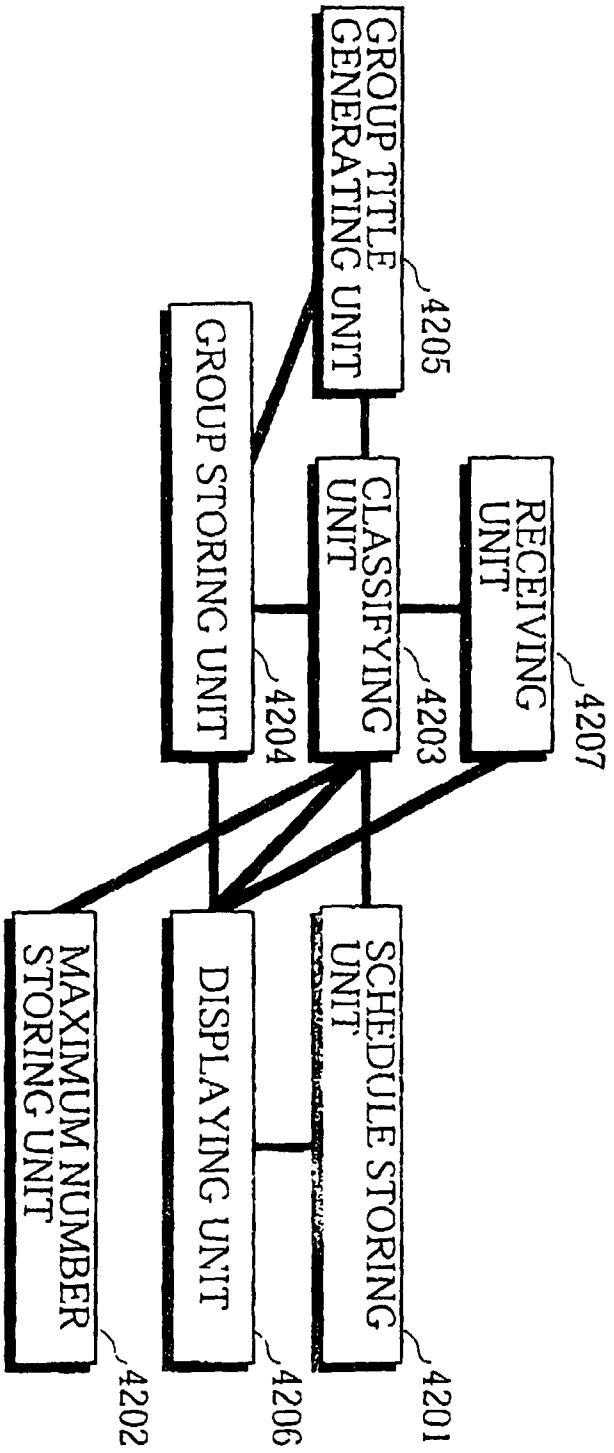 RECEIVING
UNIT
4207
GROUP TITLE
GENERATING UNIT
4205
CLASSIFYING
UNIT
4203
SCHEDULE STORING
UNIT
4201
GROUP STORING UNIT
4204
DISPLAYING UNIT
4206
MAXIMUM NUMBER
STORING UNIT
4202